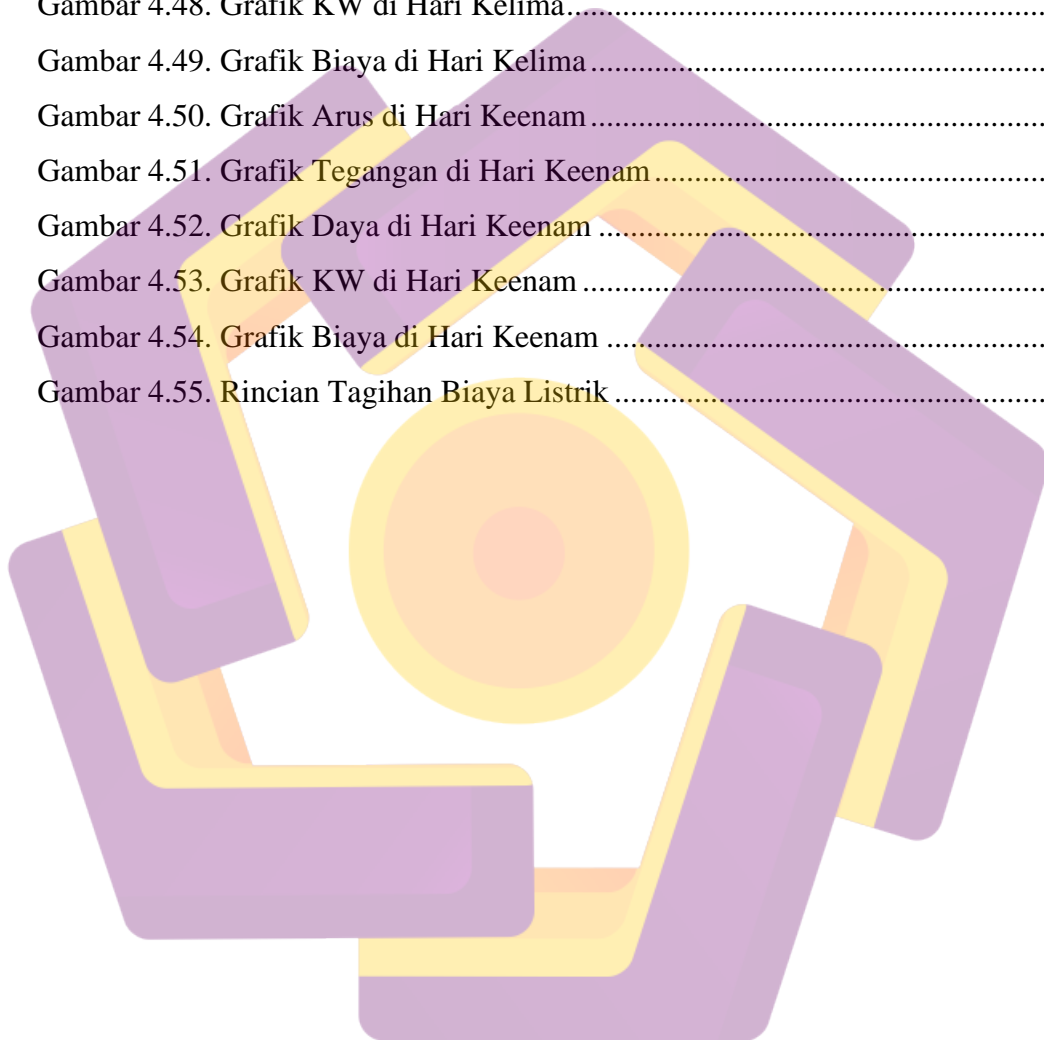 Gambar 4.48. Grafik KW di Hari Kelima..............................................................
Gambar 4.49. Grafik Biaya di Hari Kelima...........................................................
Gambar 4.50. Grafik Arus di Hari Keenam...........................................................
Gambar 4.51. Grafik Tegangan di Hari Keenam...................................................
Gambar 4.52. Grafik Daya di Hari Keenam .........................................................
Gambar 4.53. Grafik KW di Hari Keenam ...........................................................
Gambar 4.54. Grafik Biaya di Hari Keenam ........................................................
Gambar 4.55. Rincian Tagihan Biaya Listrik .......................................................